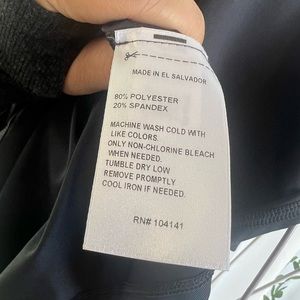 MADE IN EL SALVADOR
80% POLYESTER
20% SPANDEX
MACHINE WASH COLD WITH
LIKE COLORS.
ONLY NON-CHLORINE BLEACH
WHEN NEEDED.
TUMBLE DRY LOW
REMOVE PROMPTLY
COOL IRON IF NEEDED.
RN# 104141